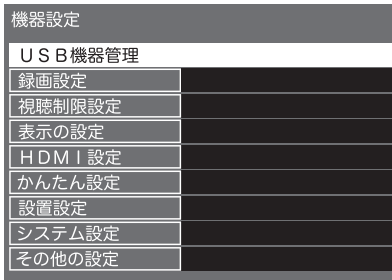 機器設定
ＵＳＢ機器管理
録画設定
視聴制限設定
表示の設定
ＨＤＭＩ設定
かんたん設定
設置設定
システム設定
その他の設定